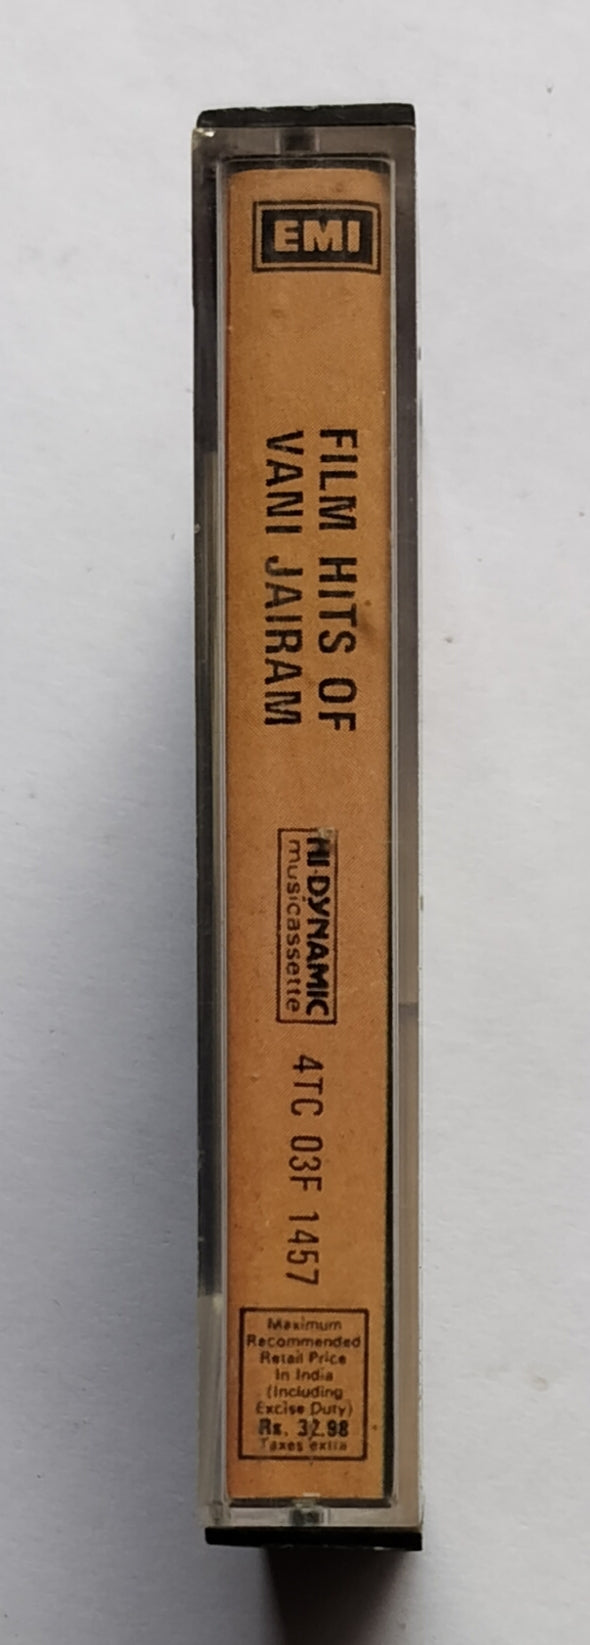 EMI
FILM HITS OF
VANI JAIRAM
HI-DYNAMIC
musicassette
4TC 03F 1457
Maximum
Recommended
Retail Price
In India
(Including
Excise Duty)
Rs. 32.98
Taxes extra